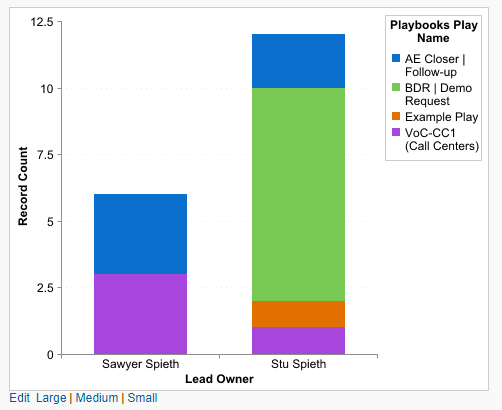 Playbooks Play
Name
AE Closer |
Follow-up
BDR | Demo
Request
Example Play
VoC-CC1
(Call Centers)
Record Count
12.5
10
7.5
5
2.5
0
Sawyer Spieth
Stu Spieth
Lead Owner
Edit Large | Medium | Small